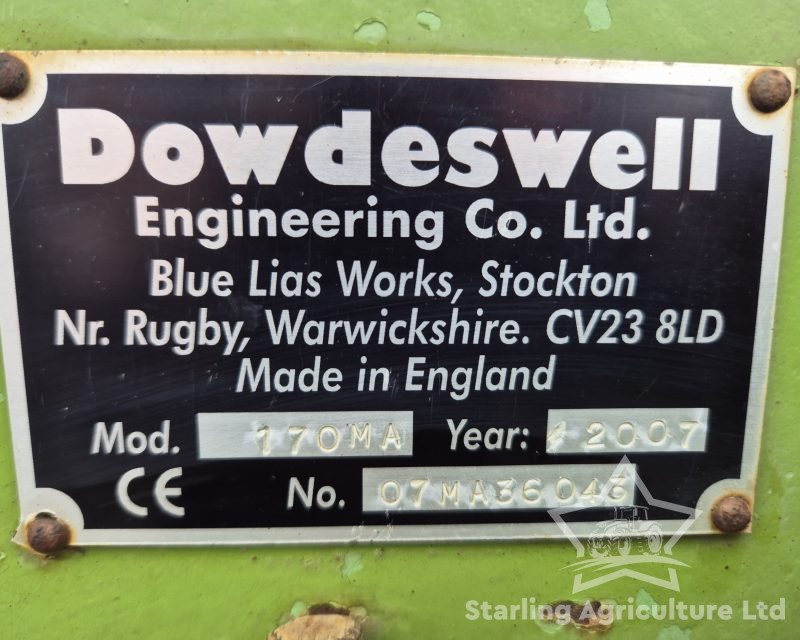 Dowdeswell
Engineering Co. Ltd.
Blue Lias Works, Stockton
Nr. Rugby, Warwickshire. CV23 8LD
Made in England
Mod. 170MA Year: 2007
CE No. 07MA36043
Starling Agriculture Ltd